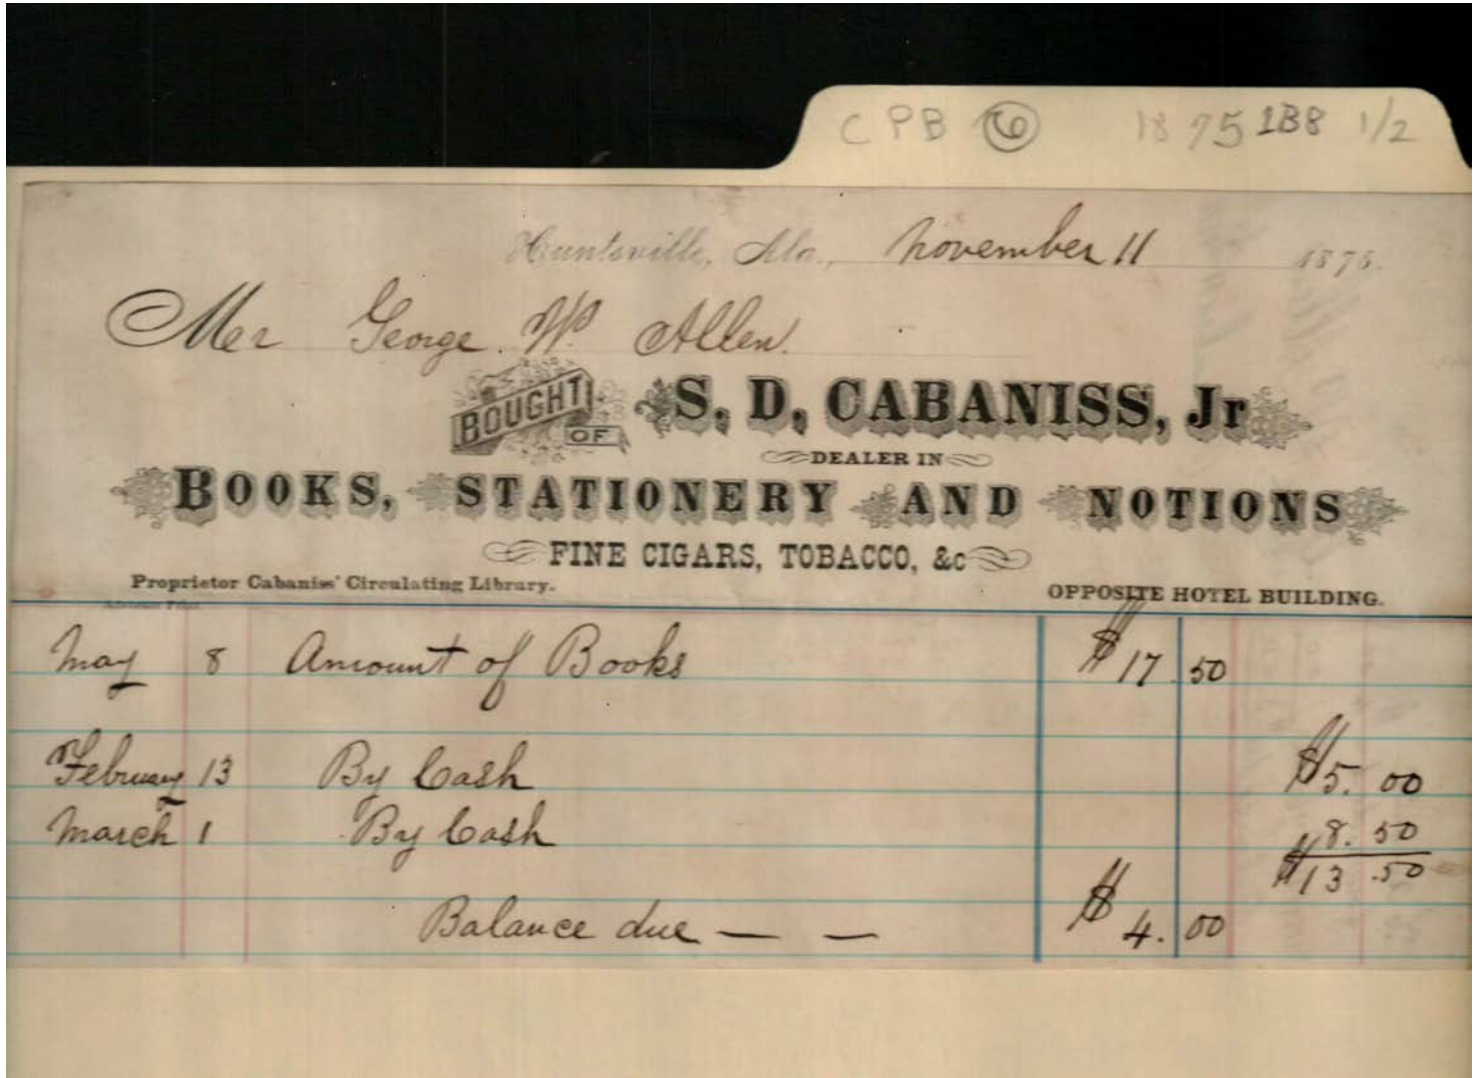 CPB 6 1875 1B8 1/2
Huntsville, Ala., November 11 1875.
Mer George W. Allen.
BOUGHT OF S. D. CABANISS, Jr
DEALER IN
BOOKS, STATIONERY AND NOTIONS
FINE CIGARS, TOBACCO, &c
Proprietor Cabaniss' Circulating Library. OPPOSITE HOTEL BUILDING.
May 8 Amount of Books $17.50
February 13 By Cash $5.00
March 1 By Cash 8.50
$13.50
Balance due — — $4.00